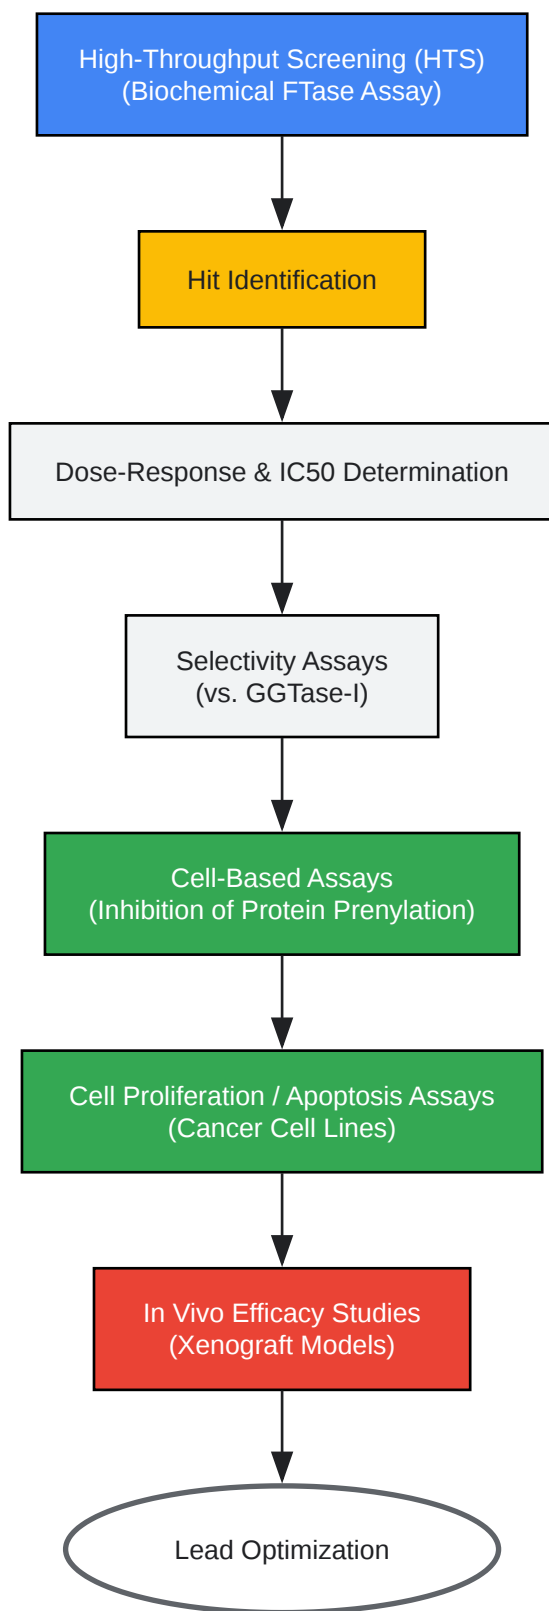 High-Throughput Screening (HTS)
(Biochemical FTase Assay)
Hit Identification
Dose-Response & IC50 Determination
Selectivity Assays
(vs. GGTase-I)
Cell-Based Assays
(Inhibition of Protein Prenylation)
Cell Proliferation / Apoptosis Assays
(Cancer Cell Lines)
In Vivo Efficacy Studies
(Xenograft Models)
Lead Optimization